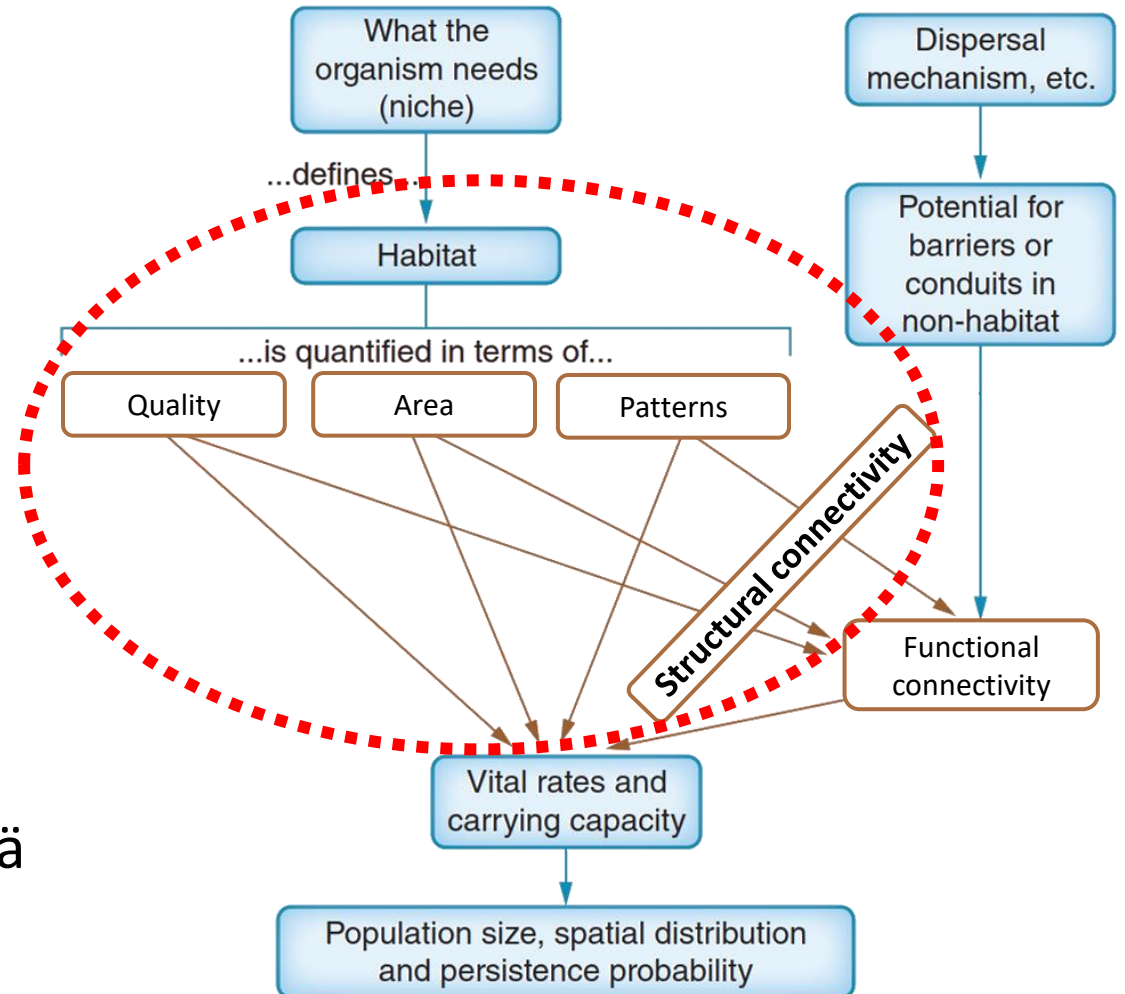 What the
organism needs
(niche)
Dispersal
mechanism, etc.
...defines...
Potential for
barriers or
conduits in
non-habitat
Habitat
...is quantified in terms of...
Quality
Area
Patterns
Structural connectivity
Functional
connectivity
Vital rates and
carrying capacity
ä
Population size, spatial distribution
and persistence probability